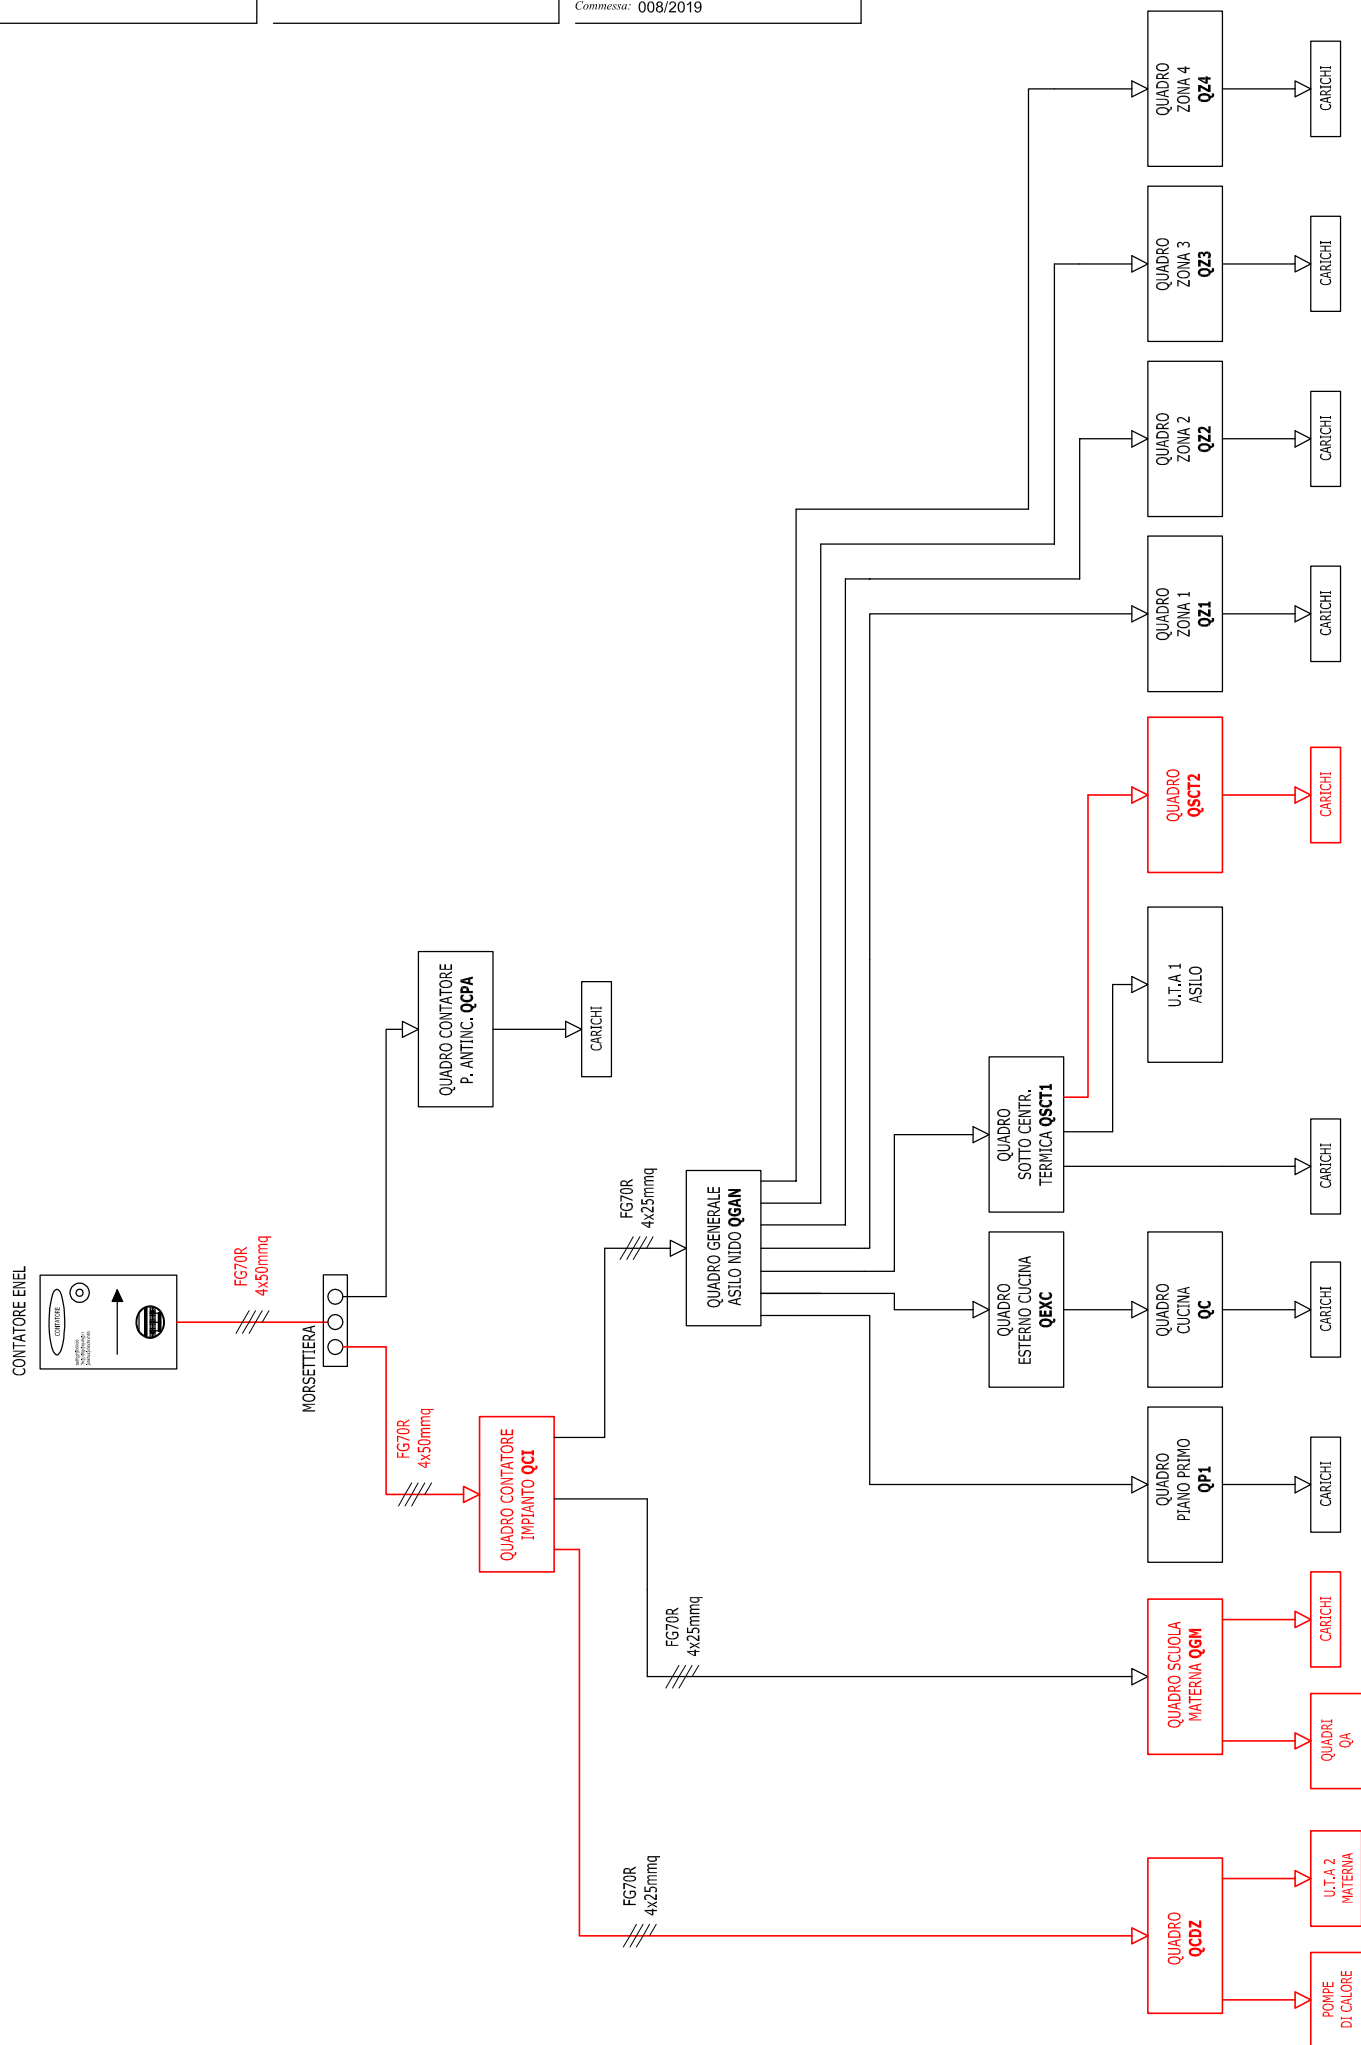 Commessa: 008/2019
CONTATORE ENEL
CONTATORE
FG70R
4x50mmq
MORSETTIERA
FG70R
4x50mmq
QUADRO CONTATORE
P. ANTINC. QCPA
CARICHI
QUADRO CONTATORE
IMPIANTO QCI
FG70R
4x25mmq
QUADRO GENERALE
ASILO NIDO QGAN
FG70R
4x25mmq
FG70R
4x25mmq
QUADRO
SOTTO CENTR.
TERMICA QSCT1
QUADRO
ESTERNO CUCINA
QEXC
QUADRO
QCDZ
QUADRO SCUOLA
MATERNA QGM
QUADRO
PIANO PRIMO
QP1
QUADRO
CUCINA
QC
U.T.A 1
ASILO
QUADRO
QSCT2
QUADRO
ZONA 1
QZ1
QUADRO
ZONA 2
QZ2
QUADRO
ZONA 3
QZ3
QUADRO
ZONA 4
QZ4
POMPE
DI CALORE
U.T.A 2
MATERNA
QUADRI
QA
CARICHI
CARICHI
CARICHI
CARICHI
CARICHI
CARICHI
CARICHI
CARICHI
CARICHI